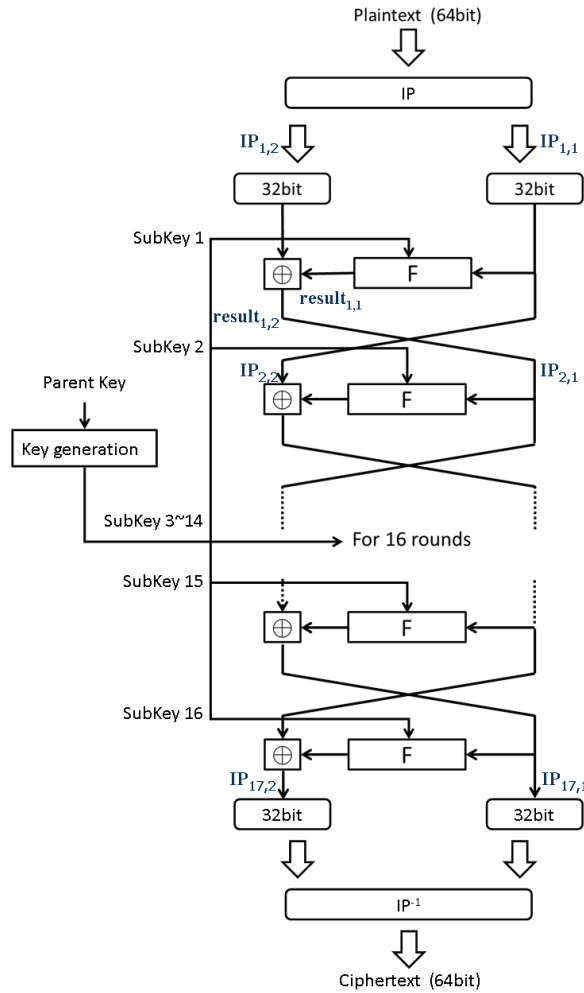 Plaintext (64bit)
IP
IP1,2
IP1,1
32bit
32bit
SubKey 1
F
⊕
result1,1
result1,2
SubKey 2
IP2,2
IP2,1
⊕
F
Parent Key
Key generation
SubKey 3~14
For 16 rounds
SubKey 15
⊕
F
SubKey 16
⊕
F
IP17,2
IP17,1
32bit
32bit
IP-1
Ciphertext (64bit)